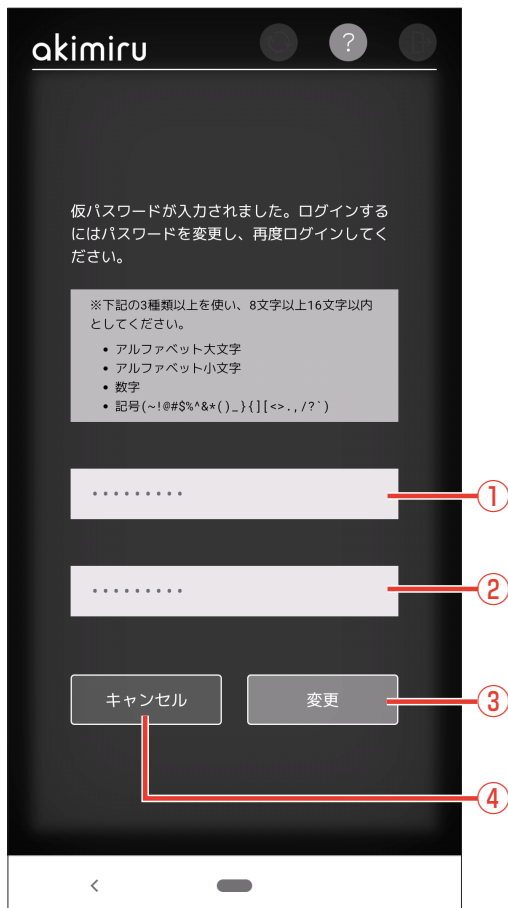 akimiru
?
仮パスワードが入力されました。ログインする
にはパスワードを変更し、再度ログインしてく
ださい。
※下記の3種類以上を使い、8文字以上16文字以内
としてください。
• アルファベット大文字
• アルファベット小文字
• 数字
• 記号(~!@#$%^&*()_}{][<>.,/?`)
•••••••••
①
•••••••••
②
キャンセル
変更
③
④